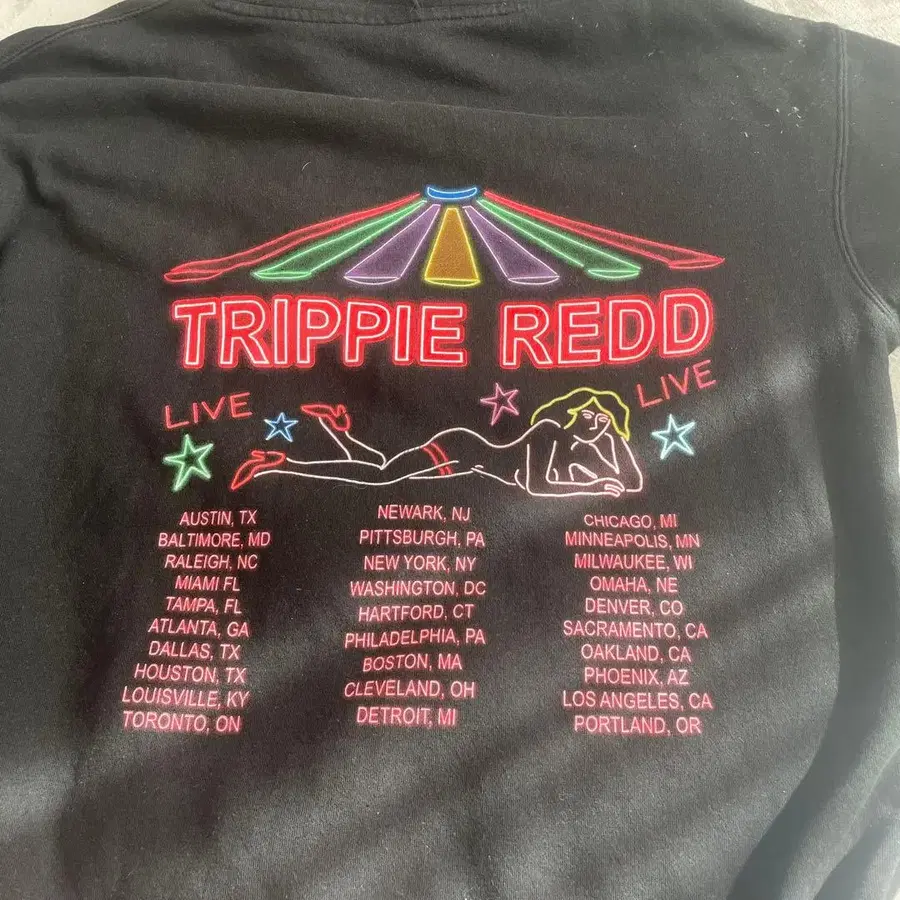 TRIPPIE REDD
LIVE
LIVE
AUSTIN, TX
BALTIMORE, MD
RALEIGH, NC
MIAMI FL
TAMPA, FL
ATLANTA, GA
DALLAS, TX
HOUSTON, TX
LOUISVILLE, KY
TORONTO, ON
NEWARK, NJ
PITTSBURGH, PA
NEW YORK, NY
WASHINGTON, DC
HARTFORD, CT
PHILADELPHIA, PA
BOSTON, MA
CLEVELAND, OH
DETROIT, MI
CHICAGO, MI
MINNEAPOLIS, MN
MILWAUKEE, WI
OMAHA, NE
DENVER, CO
SACRAMENTO, CA
OAKLAND, CA
PHOENIX, AZ
LOS ANGELES, CA
PORTLAND, OR